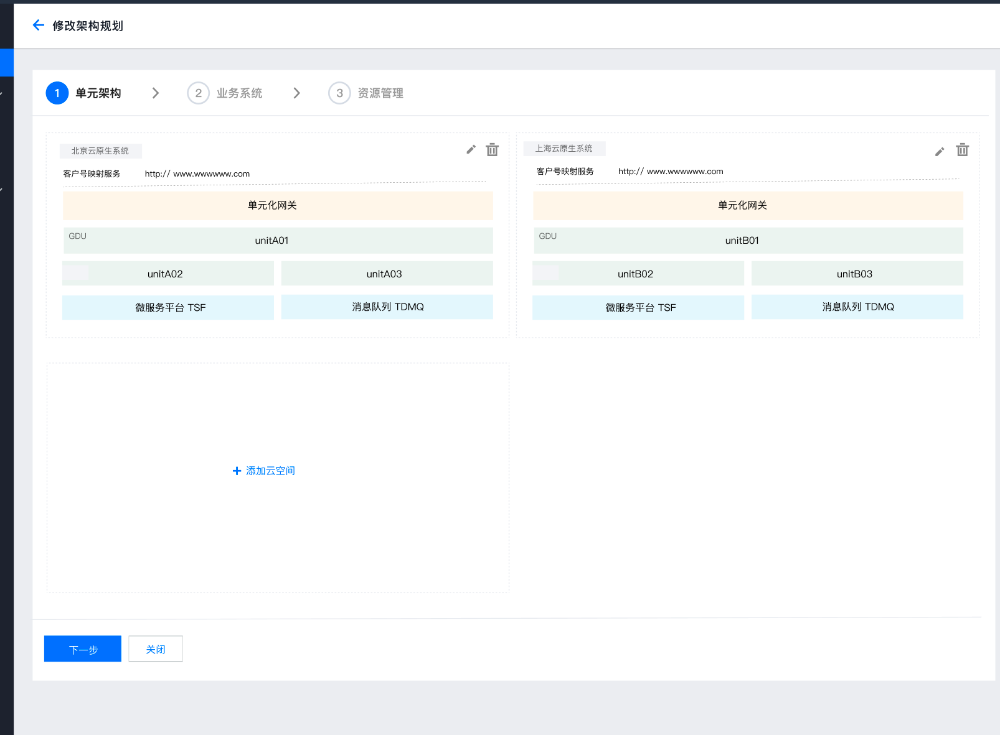 修改架构规划
1 单元架构 2 业务系统 3 资源管理
北京云原生系统
客户号映射服务 http:// www.wwwwww.com
单元化网关
GDU
unitA01
unitA02 unitA03
微服务平台 TSF 消息队列 TDMQ
上海云原生系统
客户号映射服务 http:// www.wwwwww.com
单元化网关
GDU
unitB01
unitB02 unitB03
微服务平台 TSF 消息队列 TDMQ
+ 添加云空间
下一步 关闭